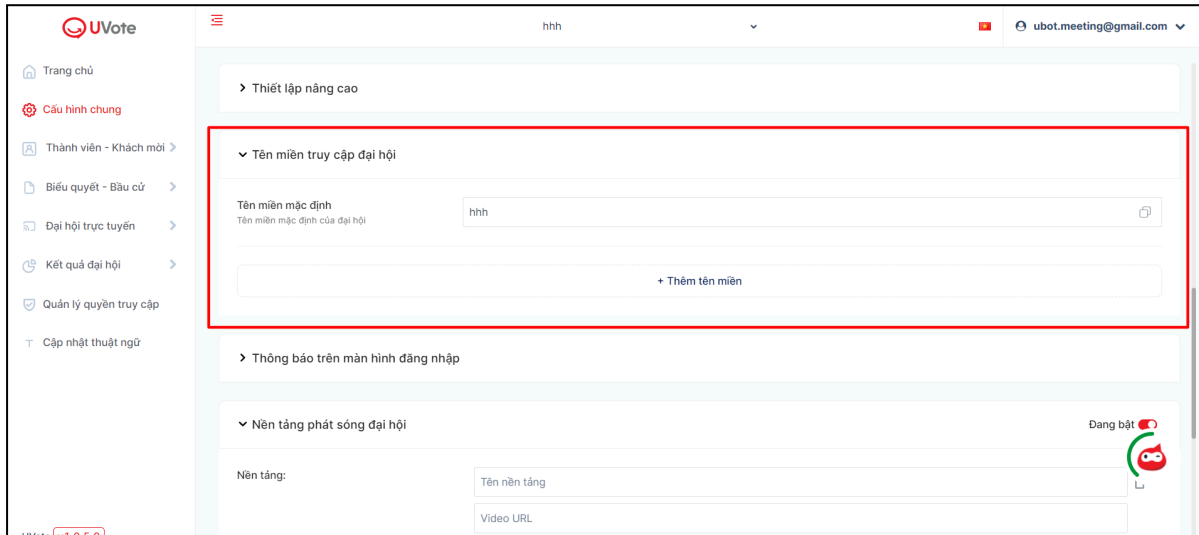 UVote
hhh
ubot.meeting@gmail.com
Trang chủ
Cấu hình chung
Thành viên - Khách mời
Biểu quyết - Bầu cử
Đại hội trực tuyến
Kết quả đại hội
Quản lý quyền truy cập
Cập nhật thuật ngữ
Thiết lập nâng cao
Tên miền truy cập đại hội
Tên miền mặc định
Tên miền mặc định của đại hội
hhh
+ Thêm tên miền
Thông báo trên màn hình đăng nhập
Nền tảng phát sóng đại hội
Đang bật
Nền tảng:
Tên nền tảng
Video URL